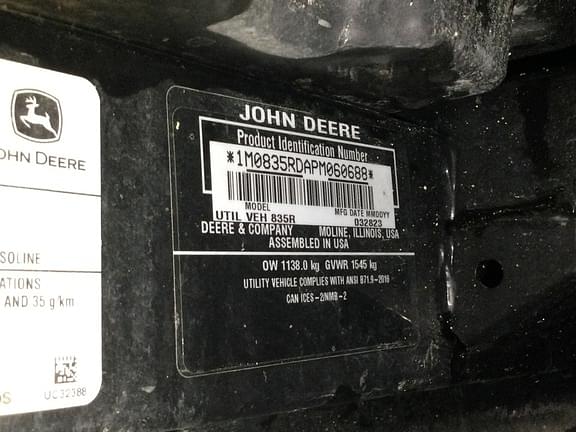 JOHN DEERE
Product Identification Number
*1M0835RDAPM060688*
MODEL MFG DATE MMDDYY
UTIL VEH 835R 032823
DEERE & COMPANY MOLINE, ILLINOIS, USA
ASSEMBLED IN USA
OW 1138.0 kg GVWR 1545 kg
UTILITY VEHICLE COMPLIES WITH ANSI B71.9-2016
CAN ICES-2/NMB-2
OHN DEERE
SOLINE
ATIONS
AND 35 g/km
OS
UC32388